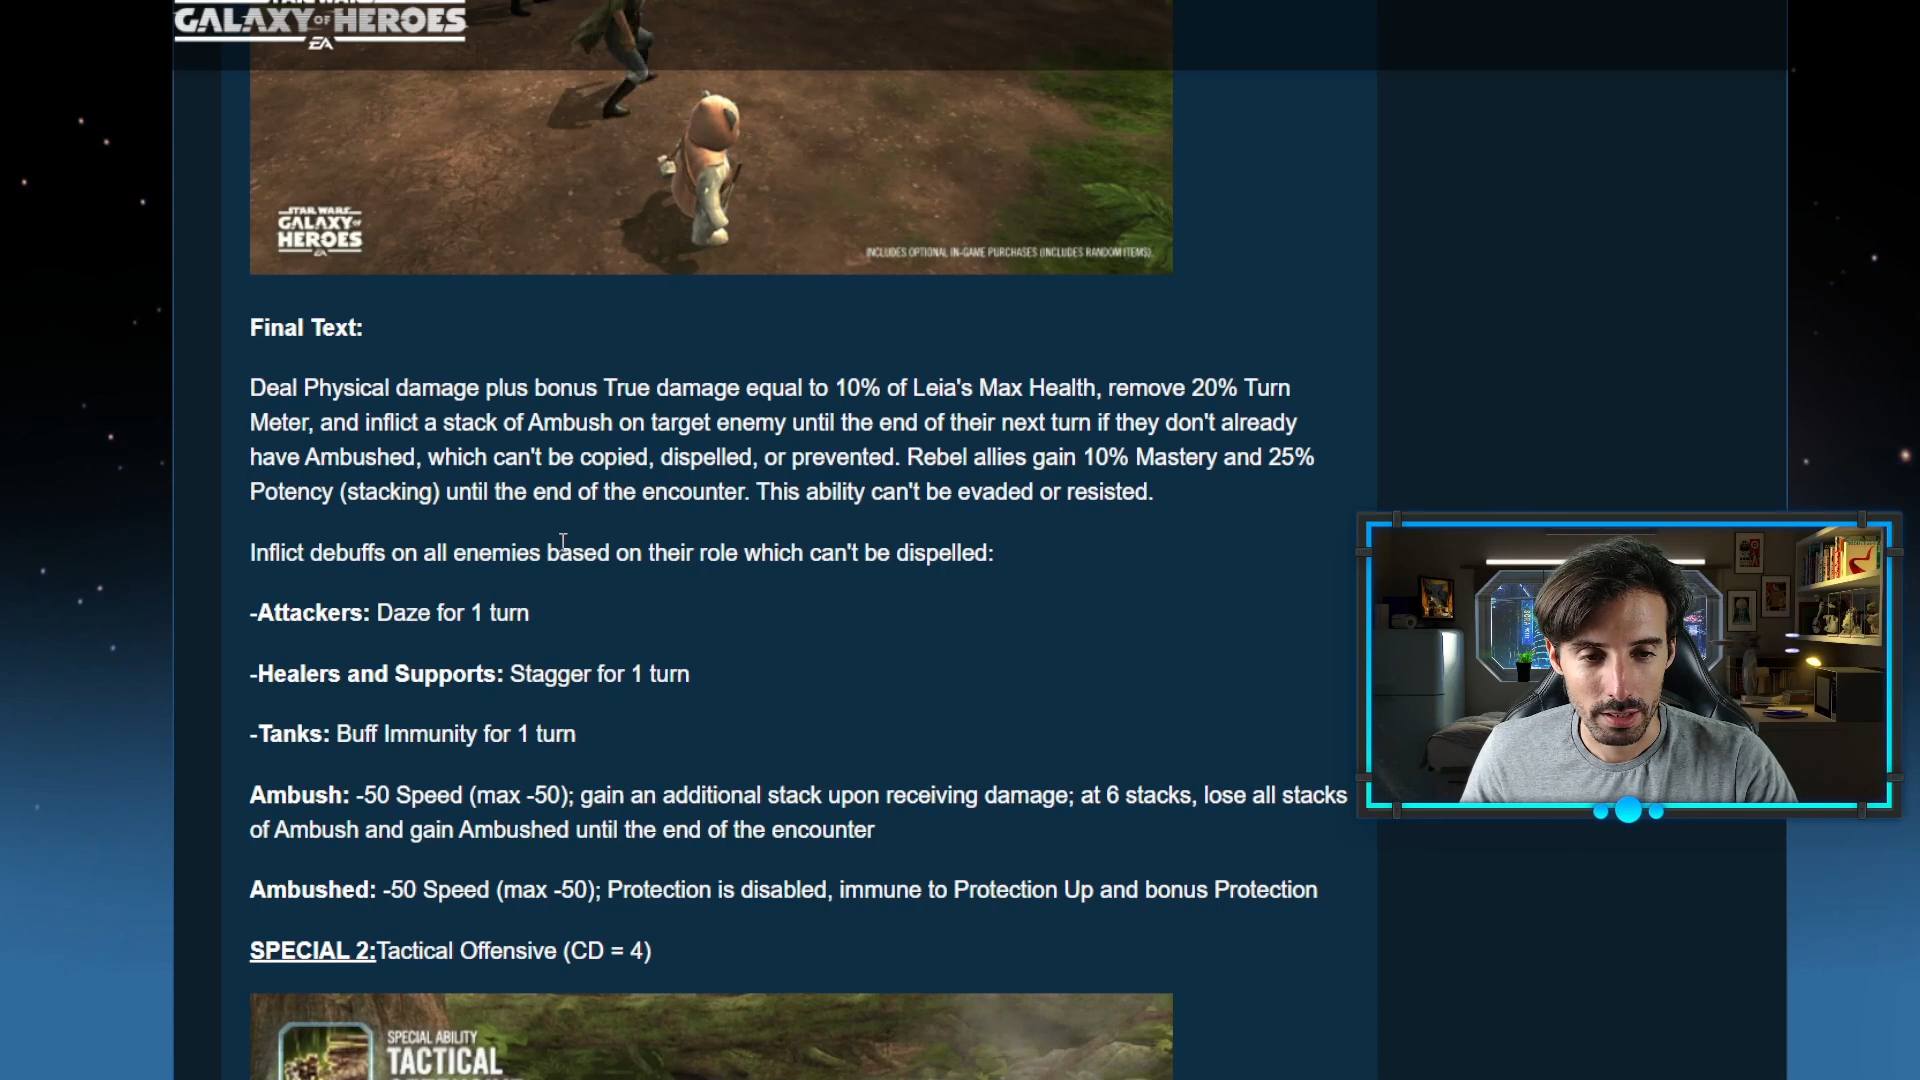 STAR WARS
GALAXY OF HEROES
EA
STAR WARS
GALAXY OF
HEROES
EA
INCLUDES OPTIONAL IN-GAME PURCHASES (INCLUDES RANDOM ITEMS).
Final Text:
Deal Physical damage plus bonus True damage equal to 10% of Leia's Max Health, remove 20% Turn
Meter, and inflict a stack of Ambush on target enemy until the end of their next turn if they don't already
have Ambushed, which can't be copied, dispelled, or prevented. Rebel allies gain 10% Mastery and 25%
Potency (stacking) until the end of the encounter. This ability can't be evaded or resisted.
Inflict debuffs on all enemies based on their role which can't be dispelled:
-Attackers: Daze for 1 turn
-Healers and Supports: Stagger for 1 turn
-Tanks: Buff Immunity for 1 turn
Ambush: -50 Speed (max -50); gain an additional stack upon receiving damage; at 6 stacks, lose all stacks
of Ambush and gain Ambushed until the end of the encounter
Ambushed: -50 Speed (max -50); Protection is disabled, immune to Protection Up and bonus Protection
SPECIAL 2:Tactical Offensive (CD = 4)
SPECIAL ABILITY
TACTICAL